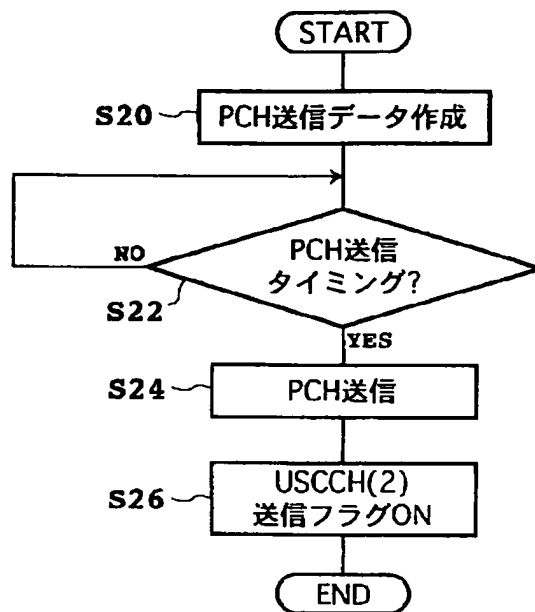 START
S20
PCH送信データ作成
NO
PCH送信
タイミング?
S22
YES
S24
PCH送信
S26
USCCH(2)
送信フラグON
END